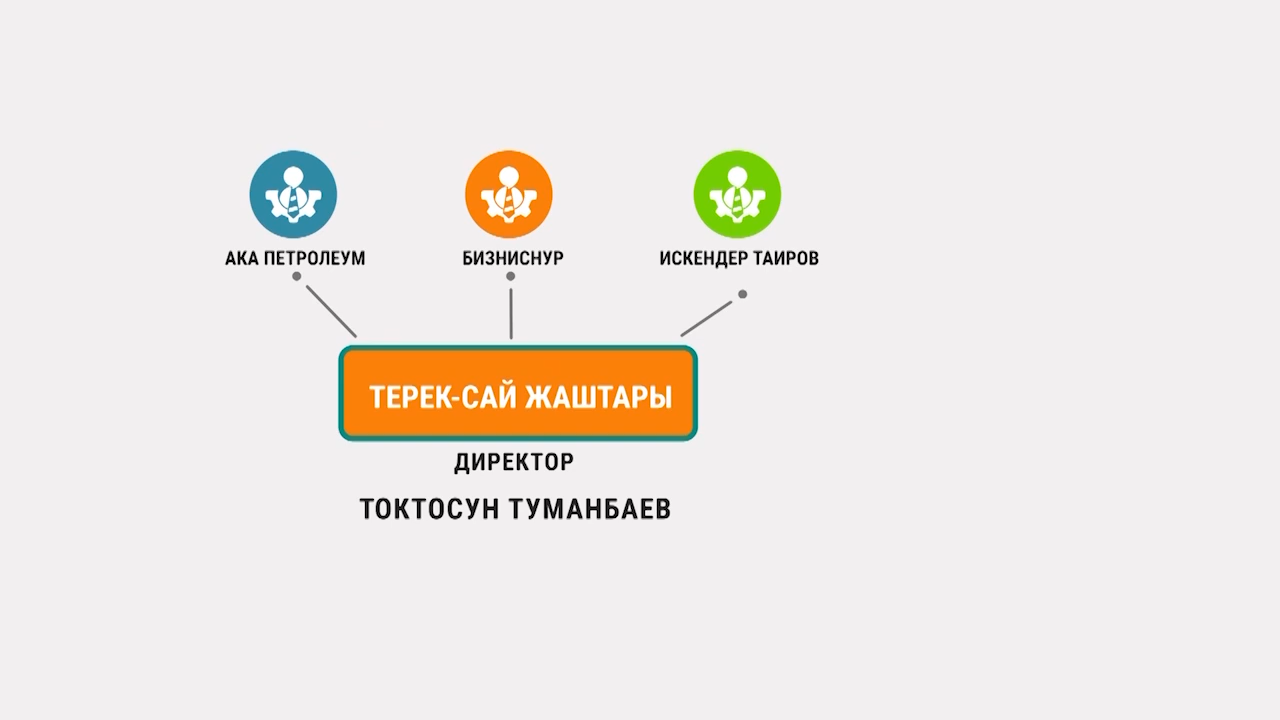 АКА ПЕТРОЛЕУМ
БИЗНИСНУР
ИСКЕНДЕР ТАИРОВ
ТЕРЕК-САЙ ЖАШТАРЫ
ДИРЕКТОР
ТОКТОСУН ТУМАНБАЕВ